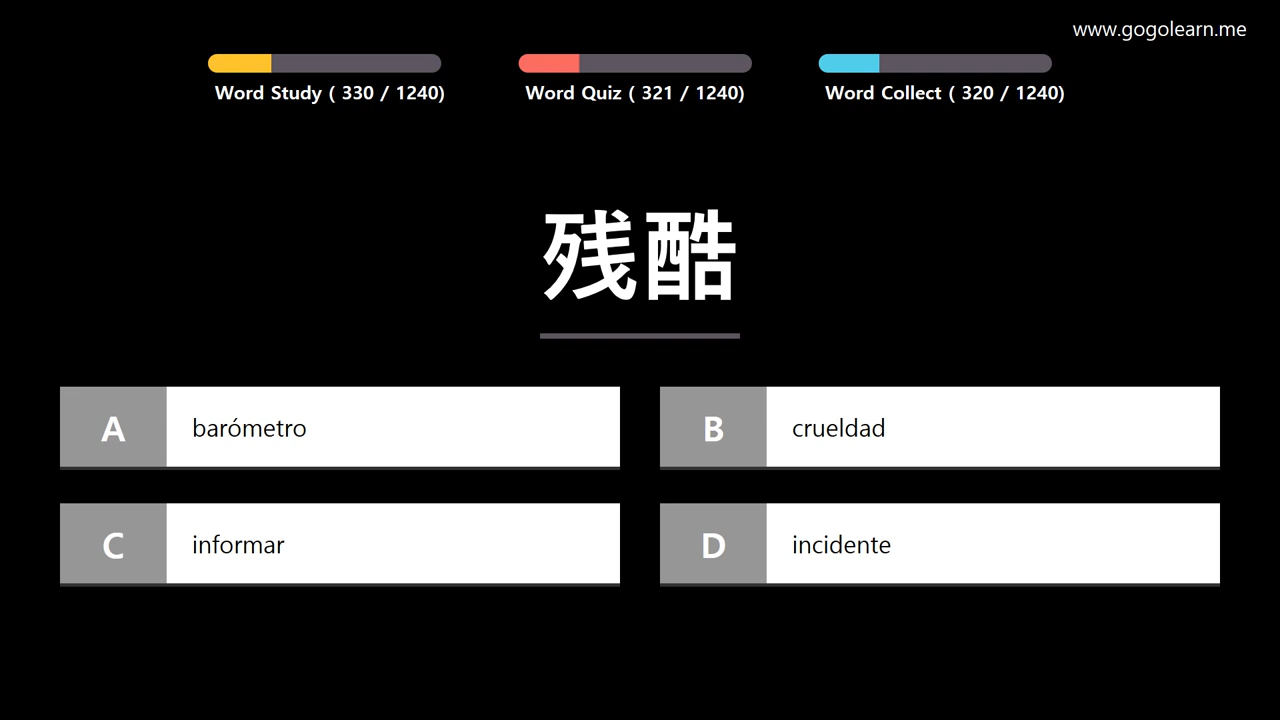 www.gogolearn.me
Word Study ( 330 / 1240)
Word Quiz ( 321 / 1240)
Word Collect ( 320 / 1240)
残酷
A barómetro
B crueldad
C informar
D incidente